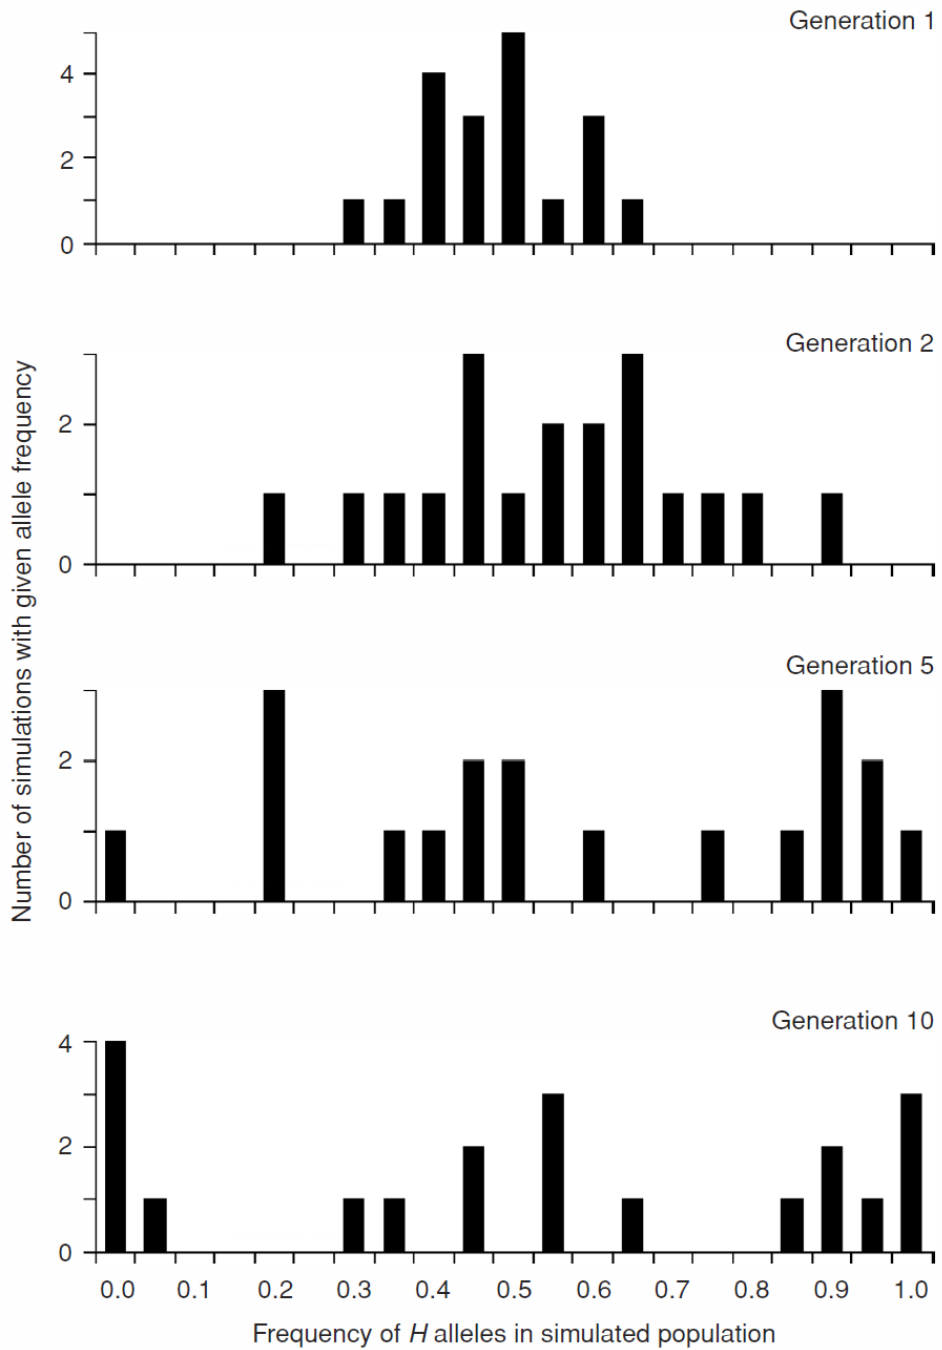 Generation 1
4
2
0
Generation 2
2
0
Generation 5
2
0
Generation 10
4
2
0
0.0 0.1 0.2 0.3 0.4 0.5 0.6 0.7 0.8 0.9 1.0
Frequency of H alleles in simulated population
Number of simulations with given allele frequency